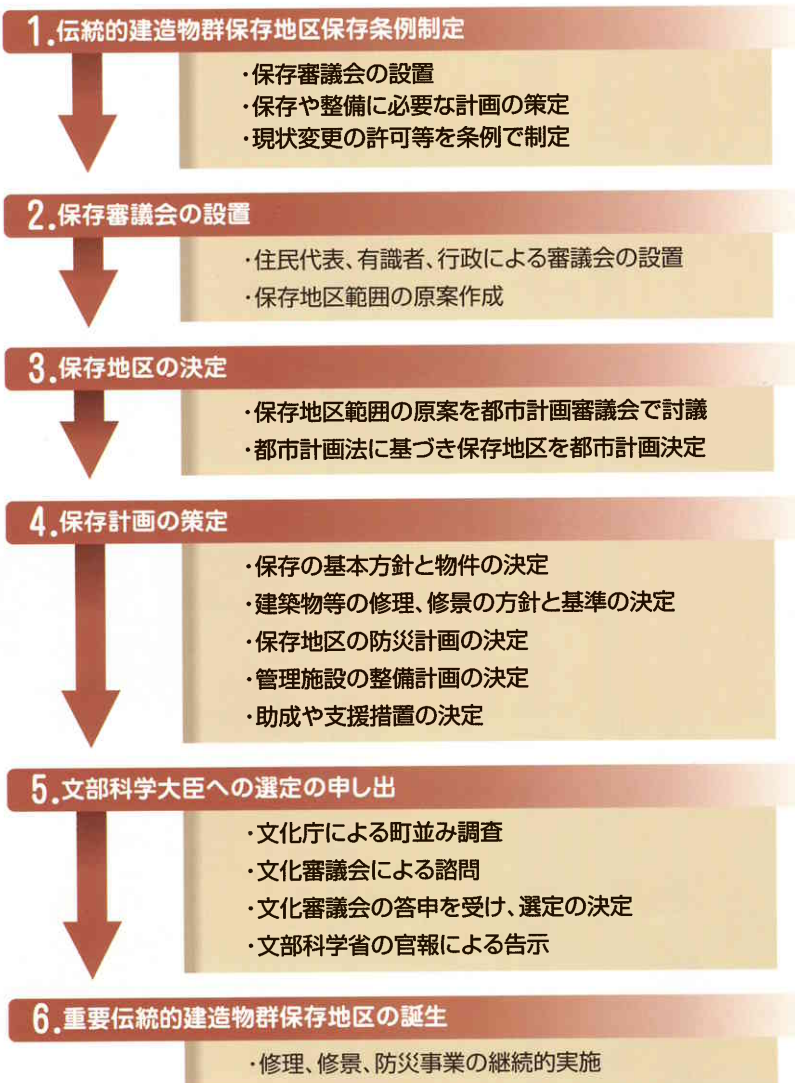 1.伝統的建造物群保存地区保存条例制定
・保存審議会の設置
・保存や整備に必要な計画の策定
・現状変更の許可等を条例で制定
2.保存審議会の設置
・住民代表、有識者、行政による審議会の設置
・保存地区範囲の原案作成
3.保存地区の決定
・保存地区範囲の原案を都市計画審議会で討議
・都市計画法に基づき保存地区を都市計画決定
4.保存計画の策定
・保存の基本方針と物件の決定
・建築物等の修理、修景の方針と基準の決定
・保存地区の防災計画の決定
・管理施設の整備計画の決定
・助成や支援措置の決定
5.文部科学大臣への選定の申し出
・文化庁による町並み調査
・文化審議会による諮問
・文化審議会の答申を受け、選定の決定
・文部科学省の官報による告示
6.重要伝統的建造物群保存地区の誕生
・修理、修景、防災事業の継続的実施